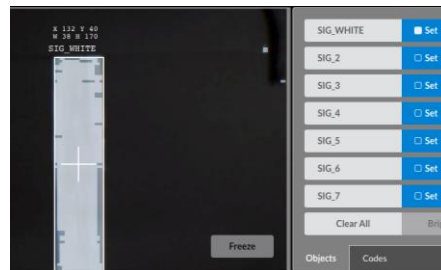 X 132 Y 40
W 38 H 170
SIG_WHITE
Freeze
SIG_WHITE Set
SIG_2 Set
SIG_3 Set
SIG_4 Set
SIG_5 Set
SIG_6 Set
SIG_7 Set
Clear All Bri
Objects Codes